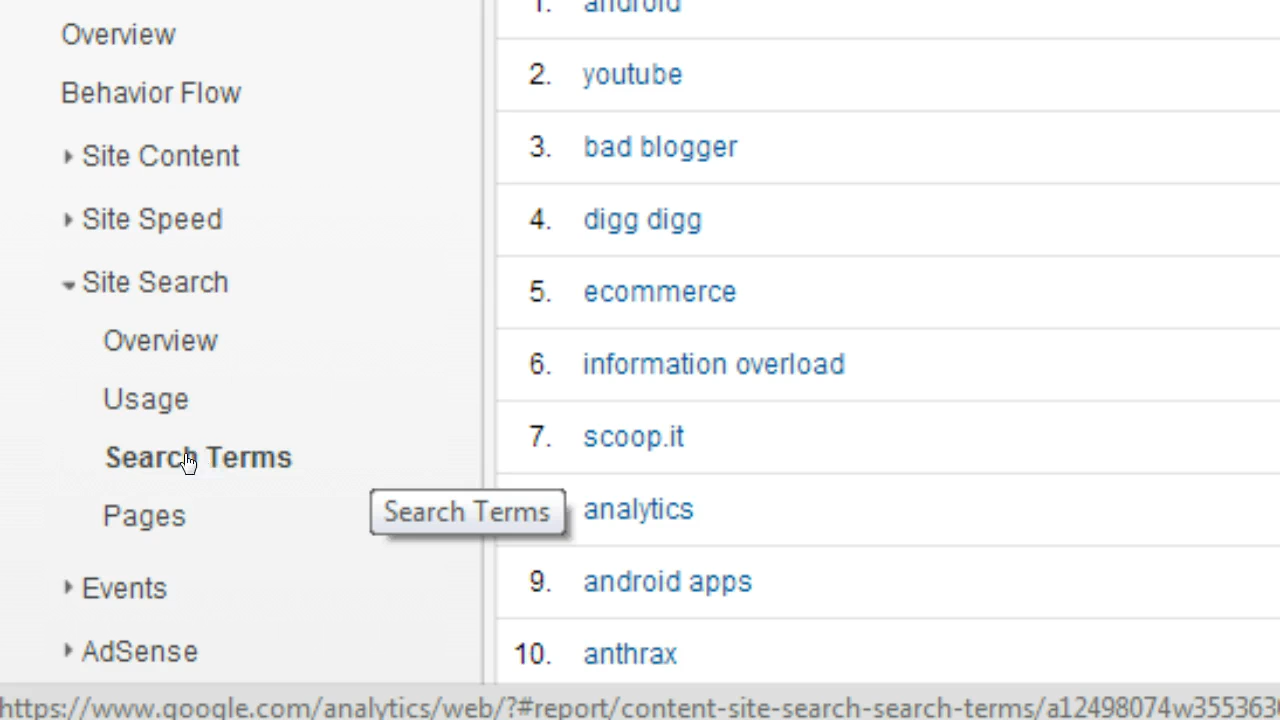 Overview
Behavior Flow
Site Content
Site Speed
Site Search
Overview
Usage
Search Terms
Pages
Events
AdSense
Search Terms
1. android
2. youtube
3. bad blogger
4. digg digg
5. ecommerce
6. information overload
7. scoop.it
analytics
9. android apps
10. anthrax
https://www.google.com/analytics/web/?#report/content-site-search-search-terms/a12498074w355363